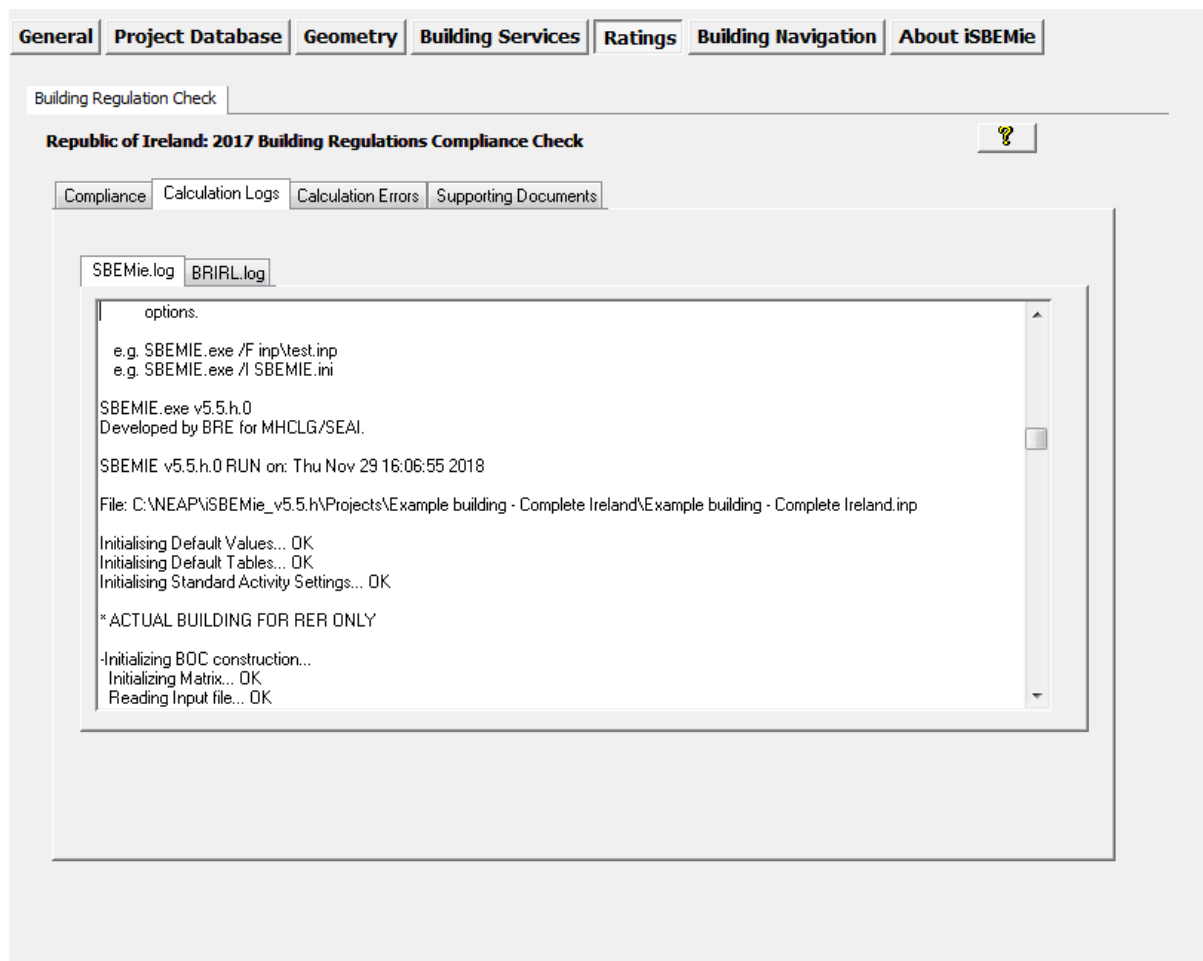 General Project Database Geometry Building Services Ratings Building Navigation About iSBEMie
Building Regulation Check
Republic of Ireland: 2017 Building Regulations Compliance Check
?
Compliance Calculation Logs Calculation Errors Supporting Documents
SBEMie.log BRIRL.log
options.
e.g. SBEMIE.exe /F inp\test.inp
e.g. SBEMIE.exe /I SBEMIE.ini
SBEMIE.exe v5.5.h.0
Developed by BRE for MHCLG/SEAI.
SBEMIE v5.5.h.0 RUN on: Thu Nov 29 16:06:55 2018
File: C:\NEAP\iSBEMie_v5.5.h\Projects\Example building - Complete Ireland\Example building - Complete Ireland.inp
Initialising Default Values... OK
Initialising Default Tables... OK
Initialising Standard Activity Settings... OK
* ACTUAL BUILDING FOR RER ONLY
-Initializing BOC construction...
Initializing Matrix... OK
Reading Input file... OK